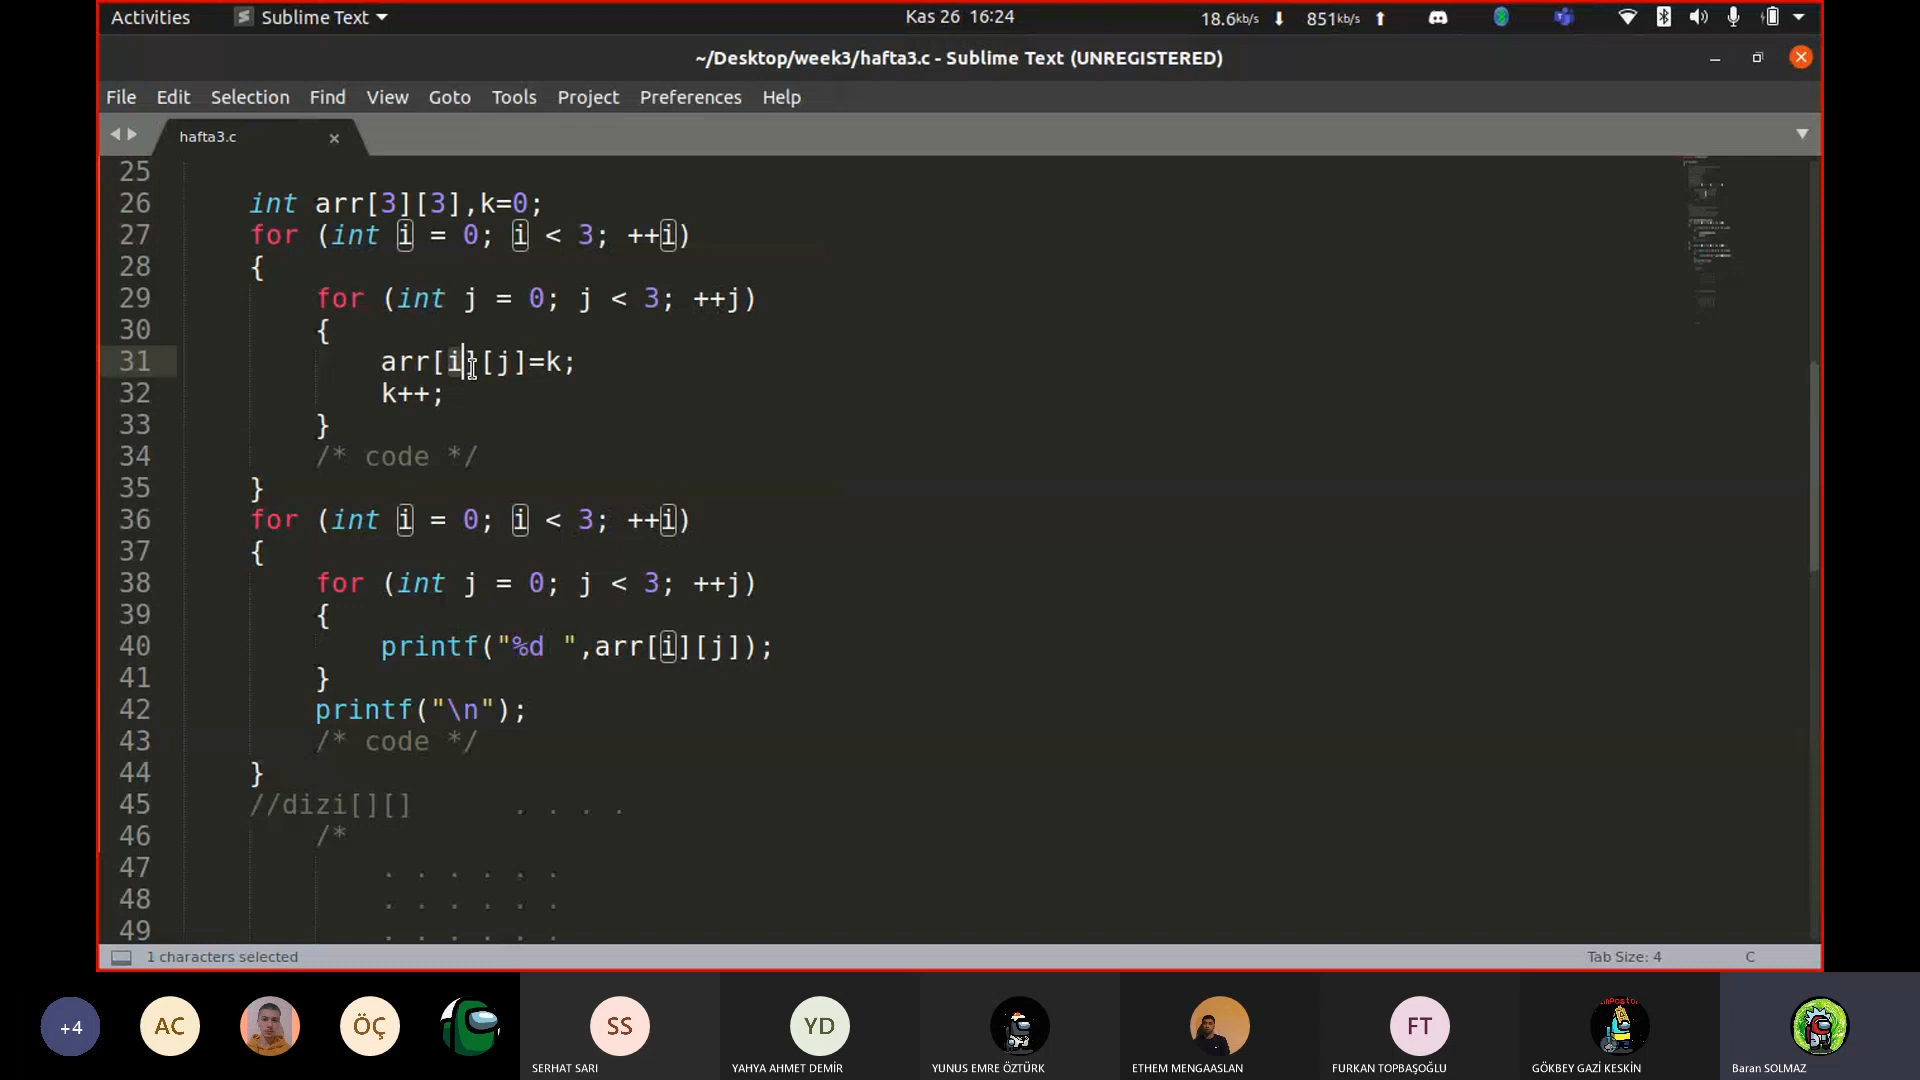 Activities Sublime Text Kas 26 16:24 18.6kb/s 851kb/s
~/Desktop/week3/hafta3.c - Sublime Text (UNREGISTERED)
File Edit Selection Find View Goto Tools Project Preferences Help
hafta3.c ×
25
26 int arr[3][3],k=0;
27 for (int i = 0; i < 3; ++i)
28 {
29 for (int j = 0; j < 3; ++j)
30 {
31 arr[i][j]=k;
32 k++;
33 }
34 /* code */
35 }
36 for (int i = 0; i < 3; ++i)
37 {
38 for (int j = 0; j < 3; ++j)
39 {
40 printf("%d ",arr[i][j]);
41 }
42 printf("\n");
43 /* code */
44 }
45 //dizi[][] . . . .
46 /*
47 . . . . . .
48 . . . . . .
49 . . . . . .
1 characters selected Tab Size: 4 C
+4 AC ÖÇ SS YD FT
SERHAT SARI YAHYA AHMET DEMİR YUNUS EMRE ÖZTÜRK ETHEM MENGAASLAN FURKAN TOPBAŞOĞLU GÖKBEY GAZİ KESKİN Baran SOLMAZ